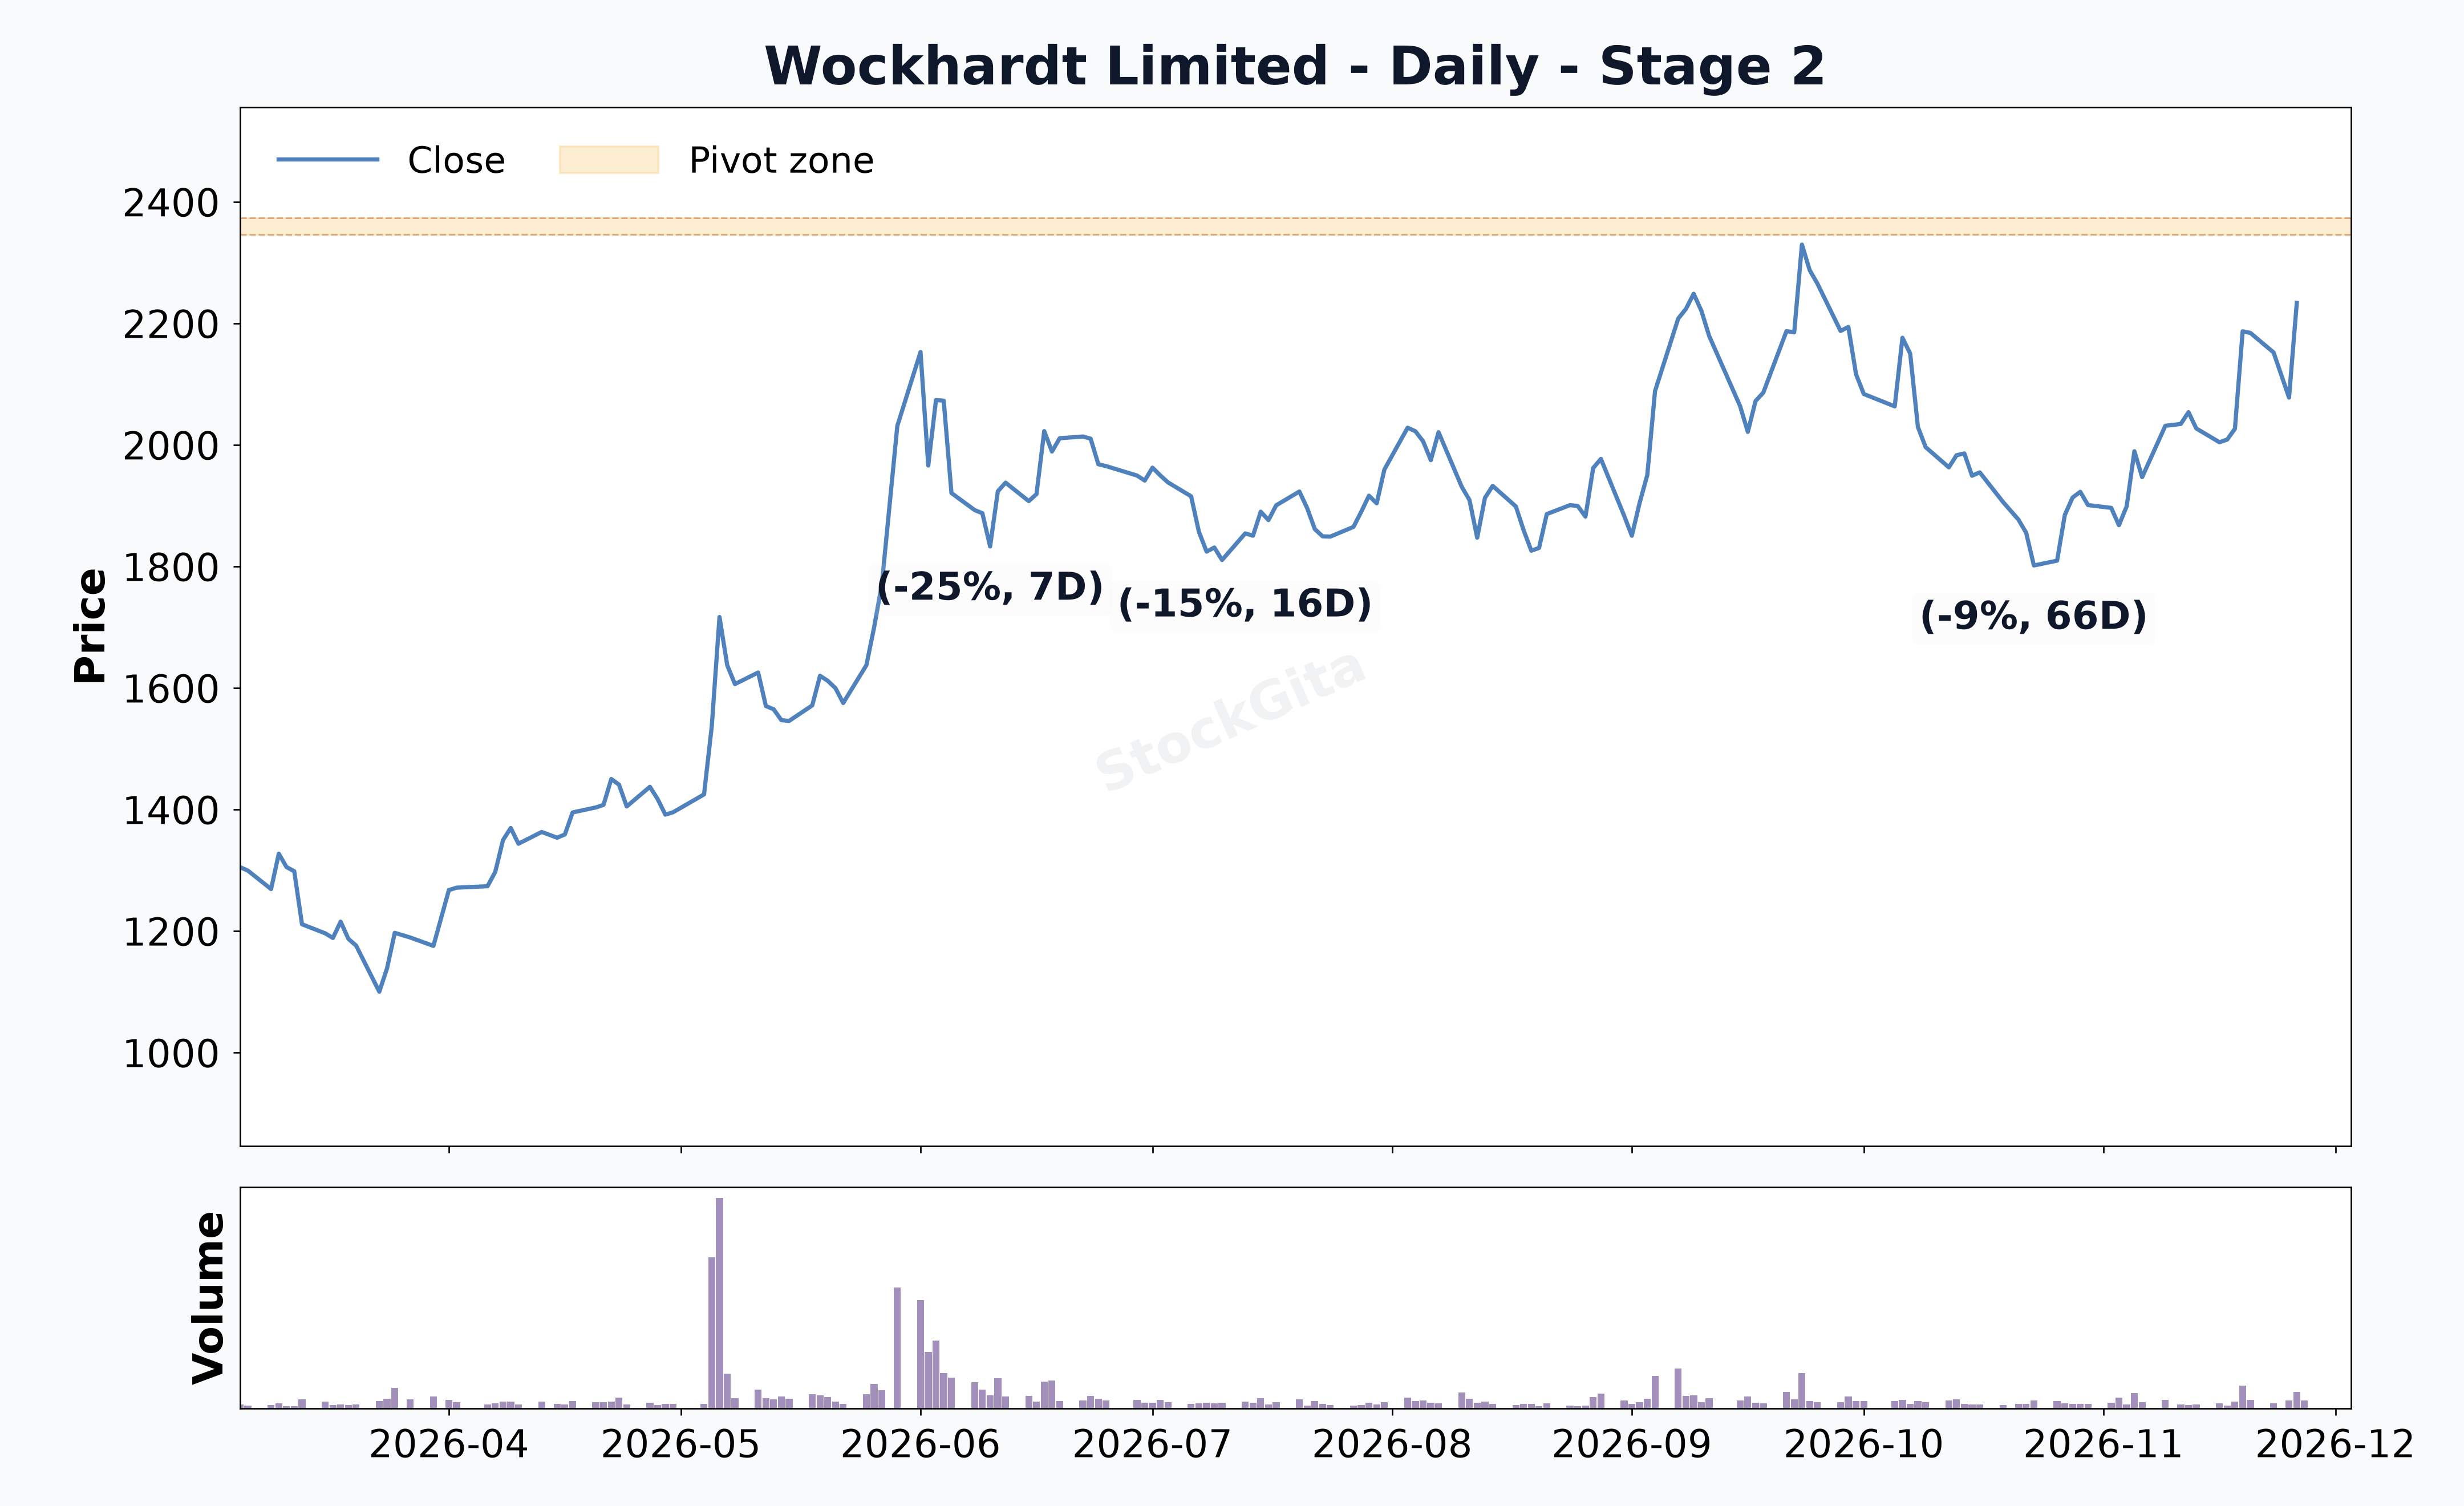 Wockhardt Limited - Daily - Stage 2
Close
Pivot zone
Price
2400
2200
2000
1800
1600
1400
1200
1000
(-25%, 7D)
(-15%, 16D)
(-9%, 66D)
StockGita
Volume
2026-04
2026-05
2026-06
2026-07
2026-08
2026-09
2026-10
2026-11
2026-12